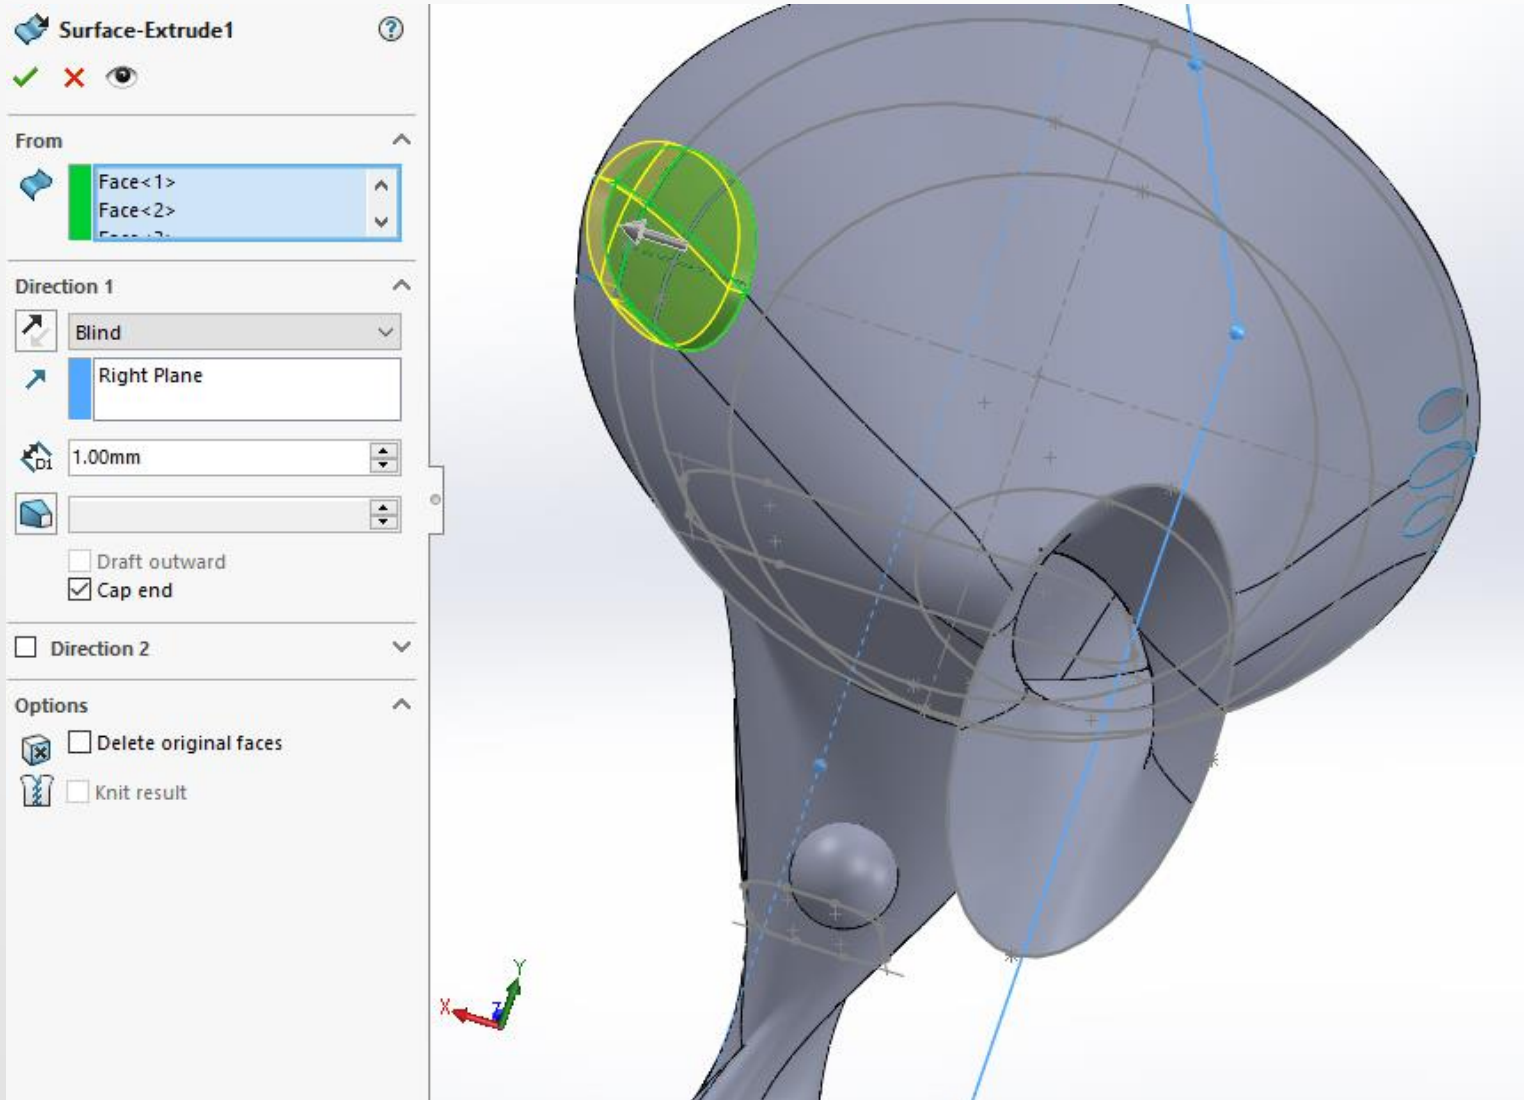 Surface-Extrude1
From
Face<1>
Face<2>
Direction 1
Blind
Right Plane
D1
1.00mm
Draft outward
Cap end
Direction 2
Options
Delete original faces
Knit result
Y
X
Z